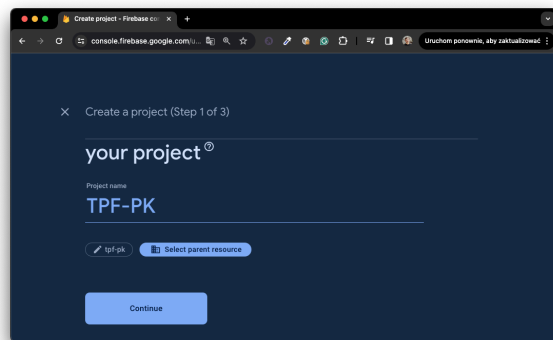 Create project - Firebase con
console.firebase.google.com/u...
Uruchom ponownie, aby zaktualizować
Create a project (Step 1 of 3)
your project
Project name
TPF-PK
tpf-pk
Select parent resource
Continue